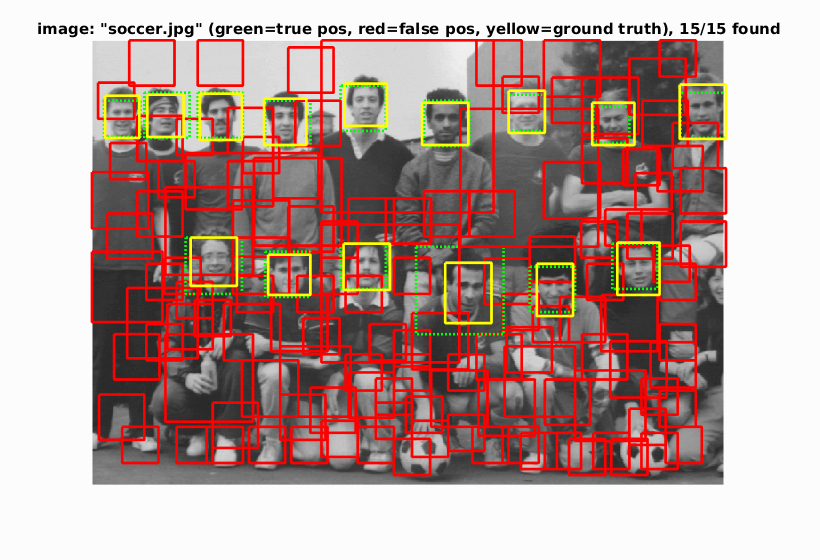 image: "soccer.jpg" (green=true pos, red=false pos, yellow=ground truth), 15/15 found